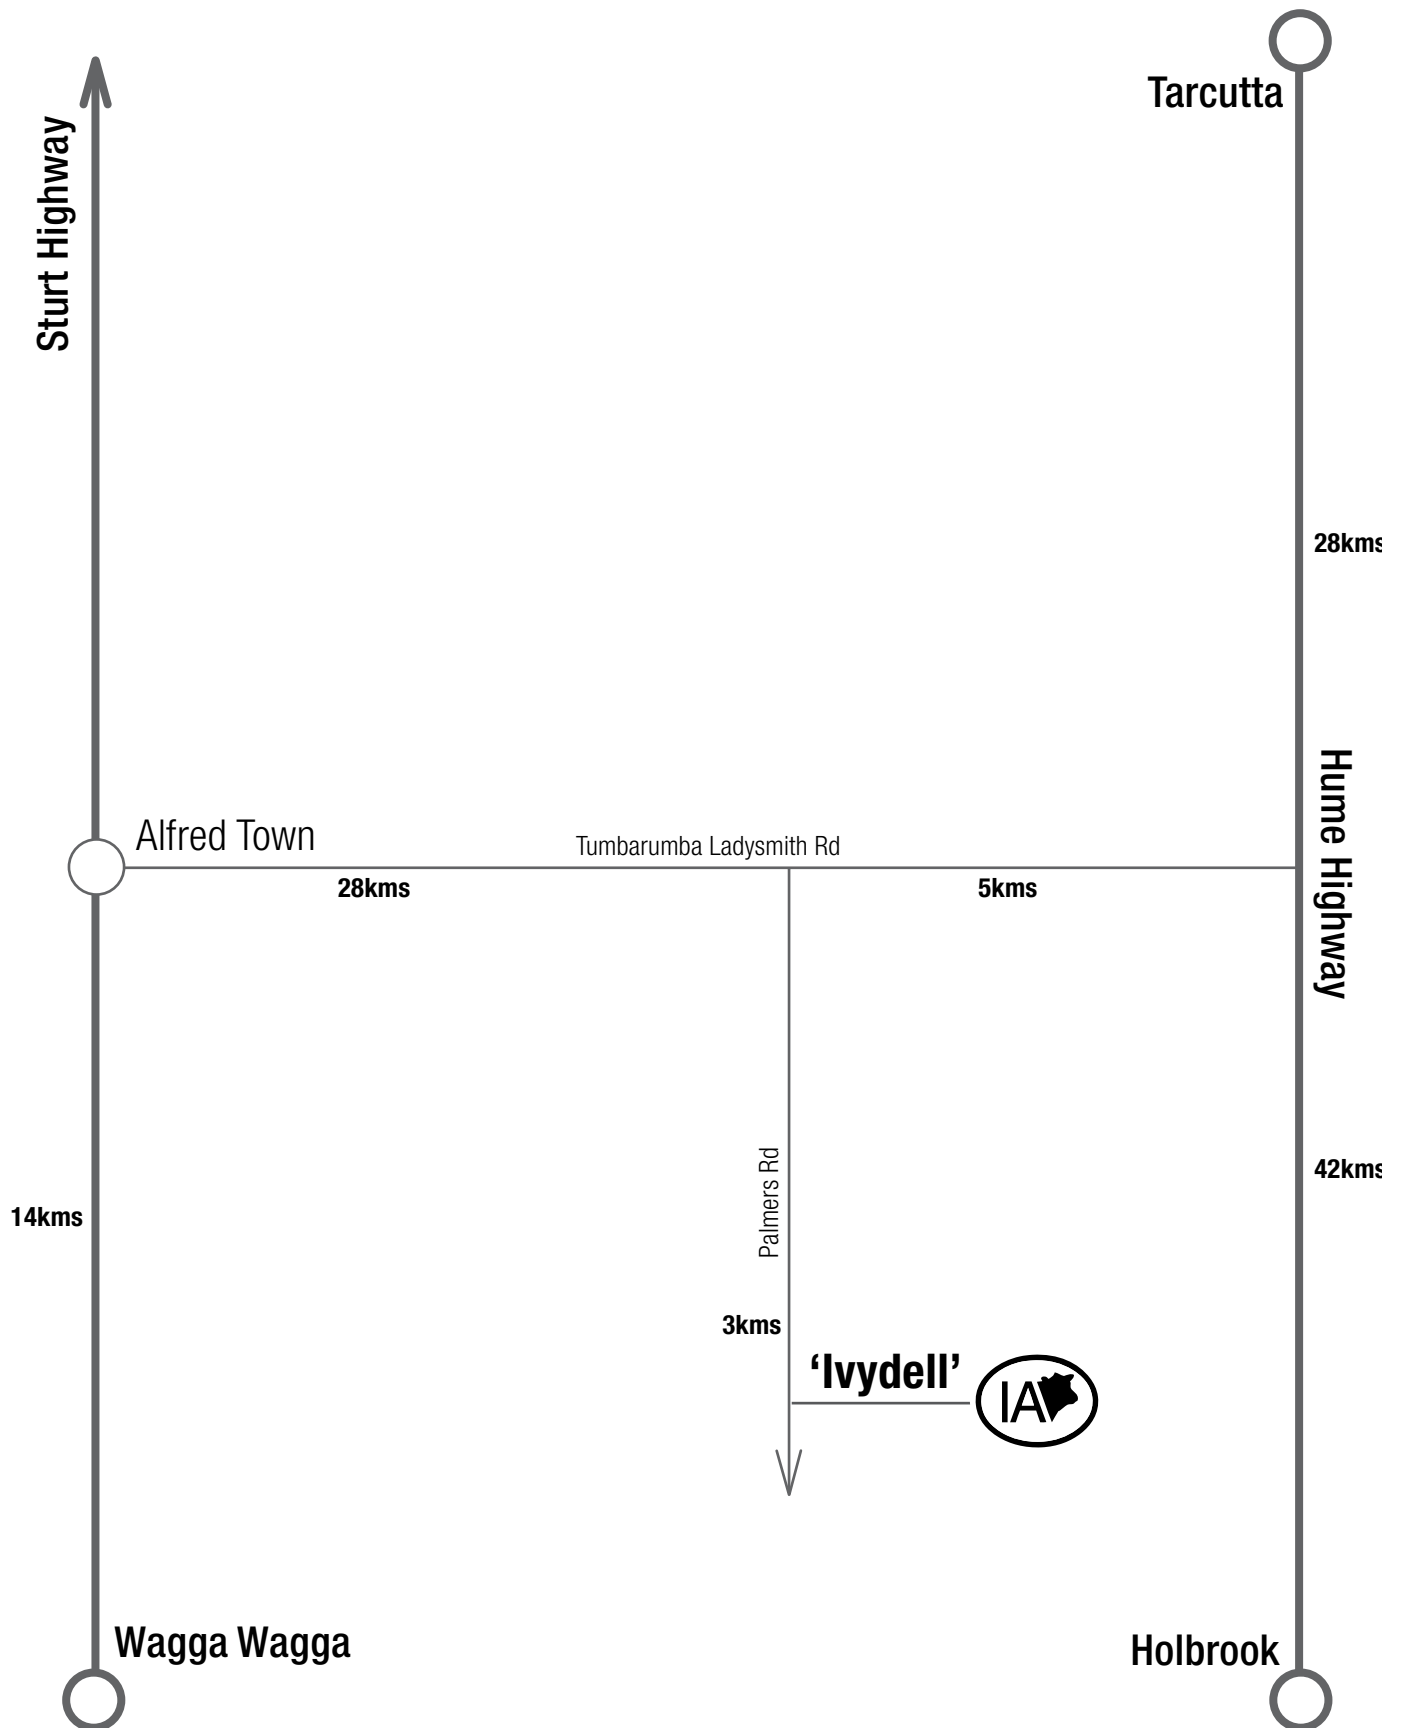 Tarcutta
Sturt Highway
28kms
Hume Highway
Alfred Town
Tumbarumba Ladysmith Rd
28kms
5kms
Palmers Rd
42kms
14kms
3kms
‘Ivydell’
IA
Wagga Wagga
Holbrook